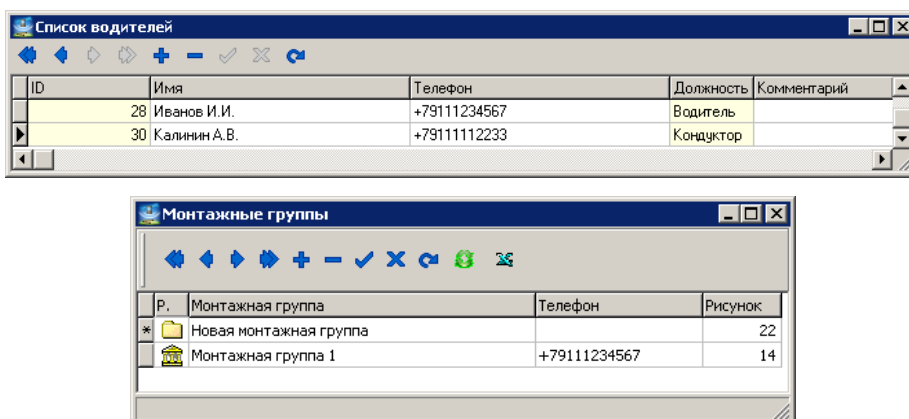 Список водителей
ID Имя Телефон Должность Комментарий
28 Иванов И.И. +79111234567 Водитель
30 Калинин А.В. +79111112233 Кондуктор
Монтажные группы
Р. Монтажная группа Телефон Рисунок
Новая монтажная группа 22
Монтажная группа 1 +79111234567 14